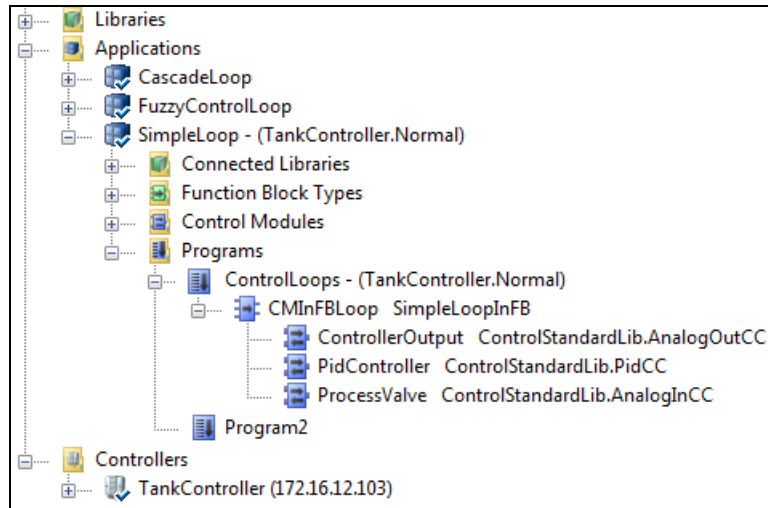 Libraries
Applications
CascadeLoop
FuzzyControlLoop
SimpleLoop - (TankController.Normal)
Connected Libraries
Function Block Types
Control Modules
Programs
ControlLoops - (TankController.Normal)
CMInFBLoop SimpleLoopInFB
ControllerOutput ControlStandardLib.AnalogOutCC
PidController ControlStandardLib.PidCC
ProcessValve ControlStandardLib.AnalogInCC
Program2
Controllers
TankController (172.16.12.103)